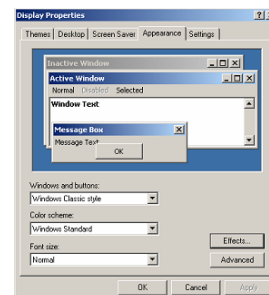 Display Properties
Themes Desktop Screen Saver Appearance Settings
Inactive Window
Active Window
Normal Disabled Selected
Window Text
Message Box
Message Text
OK
Windows and buttons:
Windows Classic style
Color scheme:
Windows Standard
Font size:
Normal
Effects...
Advanced
OK Cancel Apply